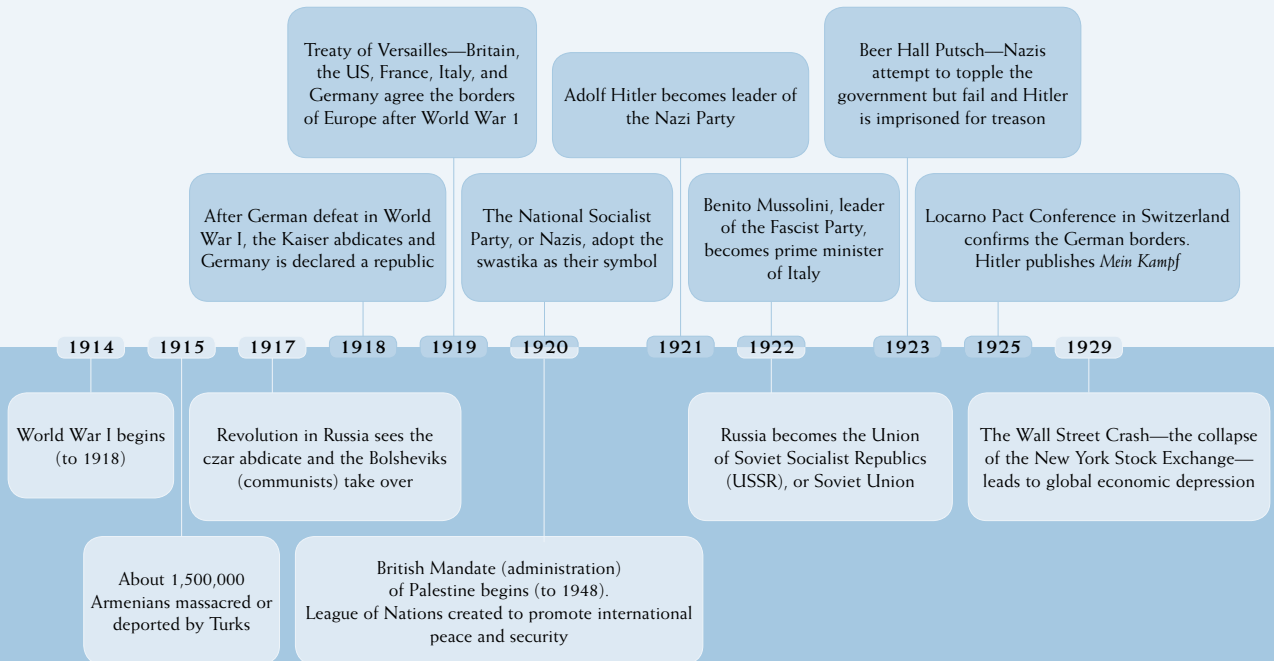 Treaty of Versailles—Britain,
the US, France, Italy, and
Germany agree the borders
of Europe after World War 1
Adolf Hitler becomes leader of
the Nazi Party
Beer Hall Putsch—Nazis
attempt to topple the
government but fail and Hitler
is imprisoned for treason
After German defeat in World
War I, the Kaiser abdicates and
Germany is declared a republic
The National Socialist
Party, or Nazis, adopt the
swastika as their symbol
Benito Mussolini, leader
of the Fascist Party,
becomes prime minister
of Italy
Locarno Pact Conference in Switzerland
confirms the German borders.
Hitler publishes Mein Kampf
1914 1915 1917 1918 1919 1920 1921 1922 1923 1925 1929
World War I begins
(to 1918)
Revolution in Russia sees the
czar abdicate and the Bolsheviks
(communists) take over
Russia becomes the Union
of Soviet Socialist Republics
(USSR), or Soviet Union
The Wall Street Crash—the collapse
of the New York Stock Exchange—
leads to global economic depression
About 1,500,000
Armenians massacred or
deported by Turks
British Mandate (administration)
of Palestine begins (to 1948).
League of Nations created to promote international
peace and security